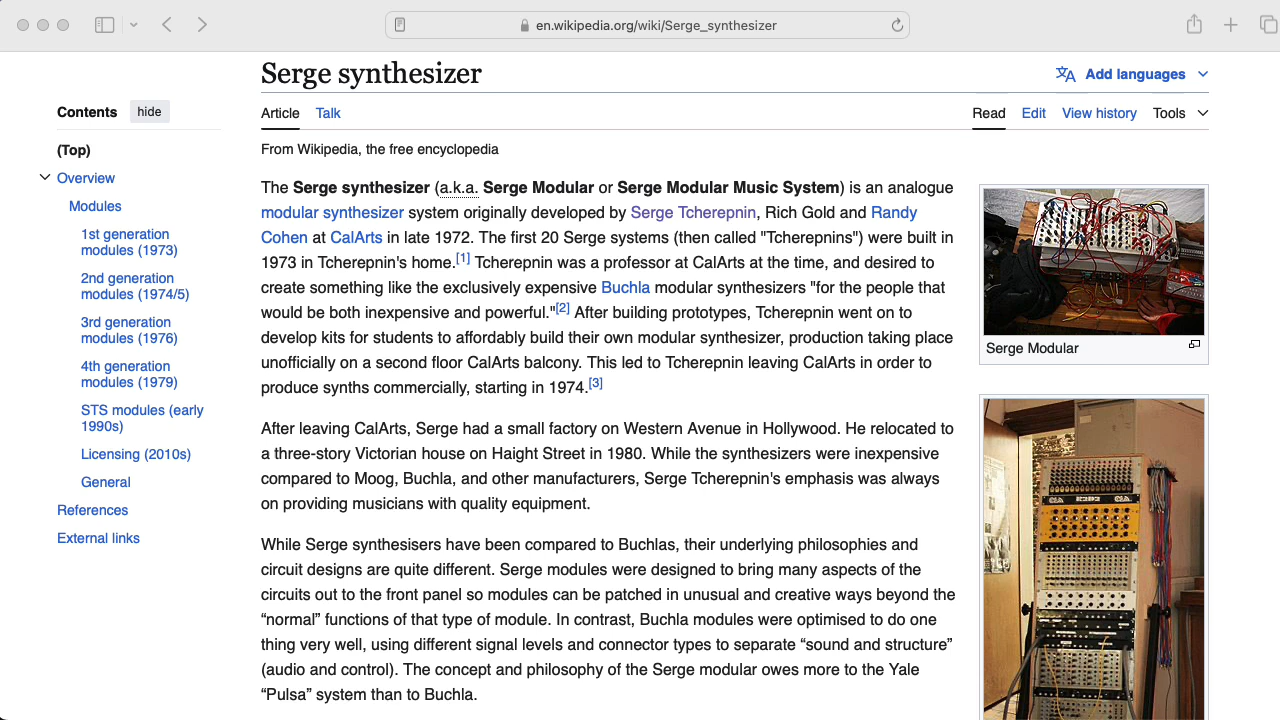 en.wikipedia.org/wiki/Serge_synthesizer
Serge synthesizer
Add languages
Contents hide
Article Talk
Read Edit View history Tools
(Top)
Overview
Modules
1st generation
modules (1973)
2nd generation
modules (1974/5)
3rd generation
modules (1976)
4th generation
modules (1979)
STS modules (early
1990s)
Licensing (2010s)
General
References
External links
From Wikipedia, the free encyclopedia
The Serge synthesizer (a.k.a. Serge Modular or Serge Modular Music System) is an analogue
modular synthesizer system originally developed by Serge Tcherepnin, Rich Gold and Randy
Cohen at CalArts in late 1972. The first 20 Serge systems (then called "Tcherepnins") were built in
1973 in Tcherepnin's home.[1] Tcherepnin was a professor at CalArts at the time, and desired to
create something like the exclusively expensive Buchla modular synthesizers "for the people that
would be both inexpensive and powerful."[2] After building prototypes, Tcherepnin went on to
develop kits for students to affordably build their own modular synthesizer, production taking place
unofficially on a second floor CalArts balcony. This led to Tcherepnin leaving CalArts in order to
produce synths commercially, starting in 1974.[3]
After leaving CalArts, Serge had a small factory on Western Avenue in Hollywood. He relocated to
a three-story Victorian house on Haight Street in 1980. While the synthesizers were inexpensive
compared to Moog, Buchla, and other manufacturers, Serge Tcherepnin's emphasis was always
on providing musicians with quality equipment.
While Serge synthesisers have been compared to Buchlas, their underlying philosophies and
circuit designs are quite different. Serge modules were designed to bring many aspects of the
circuits out to the front panel so modules can be patched in unusual and creative ways beyond the
“normal” functions of that type of module. In contrast, Buchla modules were optimised to do one
thing very well, using different signal levels and connector types to separate “sound and structure”
(audio and control). The concept and philosophy of the Serge modular owes more to the Yale
“Pulsa” system than to Buchla.
Serge Modular